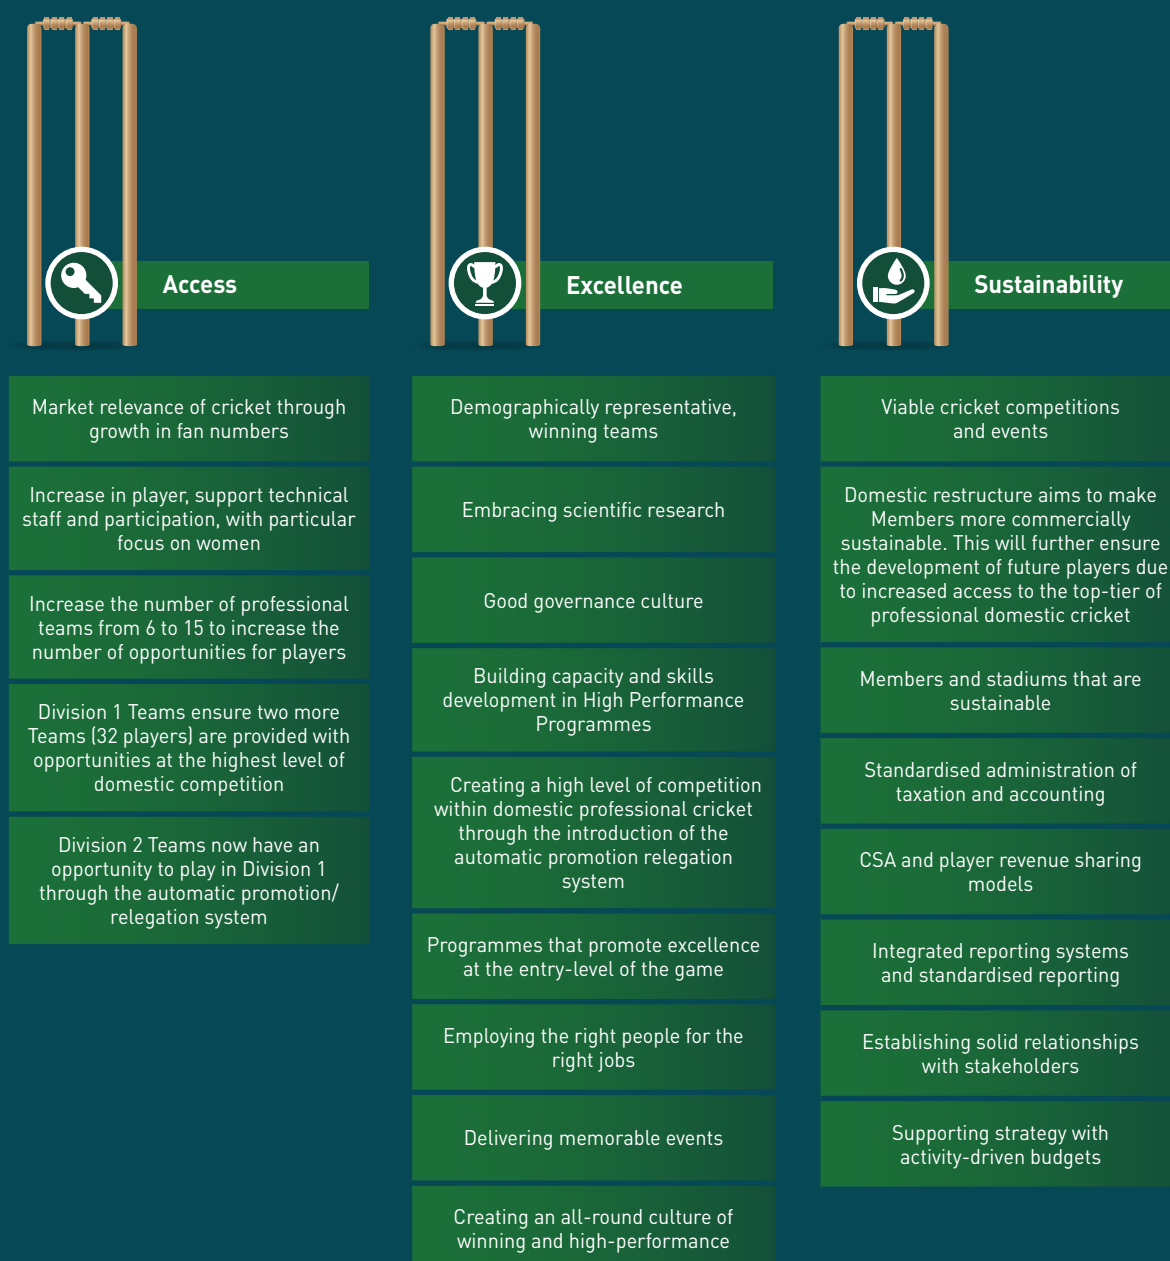 Access
Market relevance of cricket through
growth in fan numbers
Increase in player, support technical
staff and participation, with particular
focus on women
Increase the number of professional
teams from 6 to 15 to increase the
number of opportunities for players
Division 1 Teams ensure two more
Teams (32 players) are provided with
opportunities at the highest level of
domestic competition
Division 2 Teams now have an
opportunity to play in Division 1
through the automatic promotion/
relegation system
Excellence
Demographically representative,
winning teams
Embracing scientific research
Good governance culture
Building capacity and skills
development in High Performance
Programmes
Creating a high level of competition
within domestic professional cricket
through the introduction of the
automatic promotion relegation
system
Programmes that promote excellence
at the entry-level of the game
Employing the right people for the
right jobs
Delivering memorable events
Creating an all-round culture of
winning and high-performance
Sustainability
Viable cricket competitions
and events
Domestic restructure aims to make
Members more commercially
sustainable. This will further ensure
the development of future players due
to increased access to the top-tier of
professional domestic cricket
Members and stadiums that are
sustainable
Standardised administration of
taxation and accounting
CSA and player revenue sharing
models
Integrated reporting systems
and standardised reporting
Establishing solid relationships
with stakeholders
Supporting strategy with
activity-driven budgets